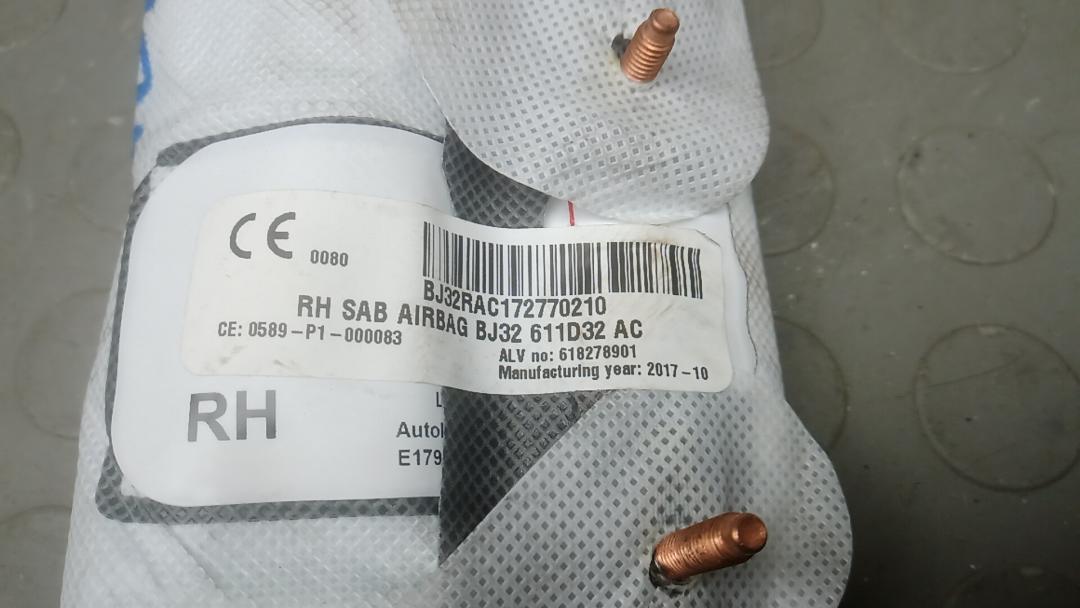 CE 0080
BJ32RAC172770210
RH SAB AIRBAG BJ32 611D32 AC
CE: 0589-P1-000083
ALV no: 618278901
Manufacturing year: 2017-10
RH